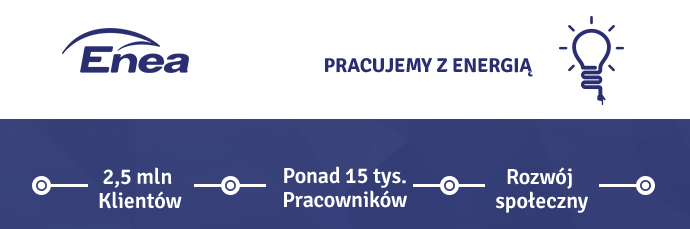 Enea
PRACUJEMY Z ENERGIĄ
2,5 mln
Klientów
Ponad 15 tys.
Pracowników
Rozwój
społeczny